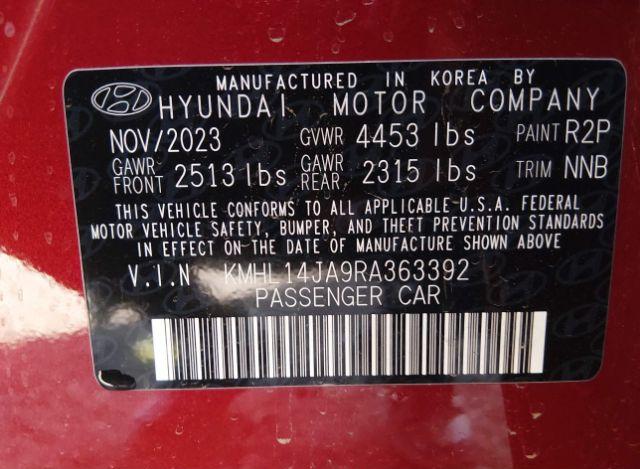 MANUFACTURED IN KOREA BY
HYUNDAI MOTOR COMPANY
NOV/2023 GVWR 4453 lbs PAINT R2P
GAWR FRONT 2513 lbs GAWR REAR 2315 lbs TRIM NNB
THIS VEHICLE CONFORMS TO ALL APPLICABLE U.S.A. FEDERAL
MOTOR VEHICLE SAFETY, BUMPER, AND THEFT PREVENTION STANDARDS
IN EFFECT ON THE DATE OF MANUFACTURE SHOWN ABOVE
V.I.N KMHL14JA9RA363392
PASSENGER CAR